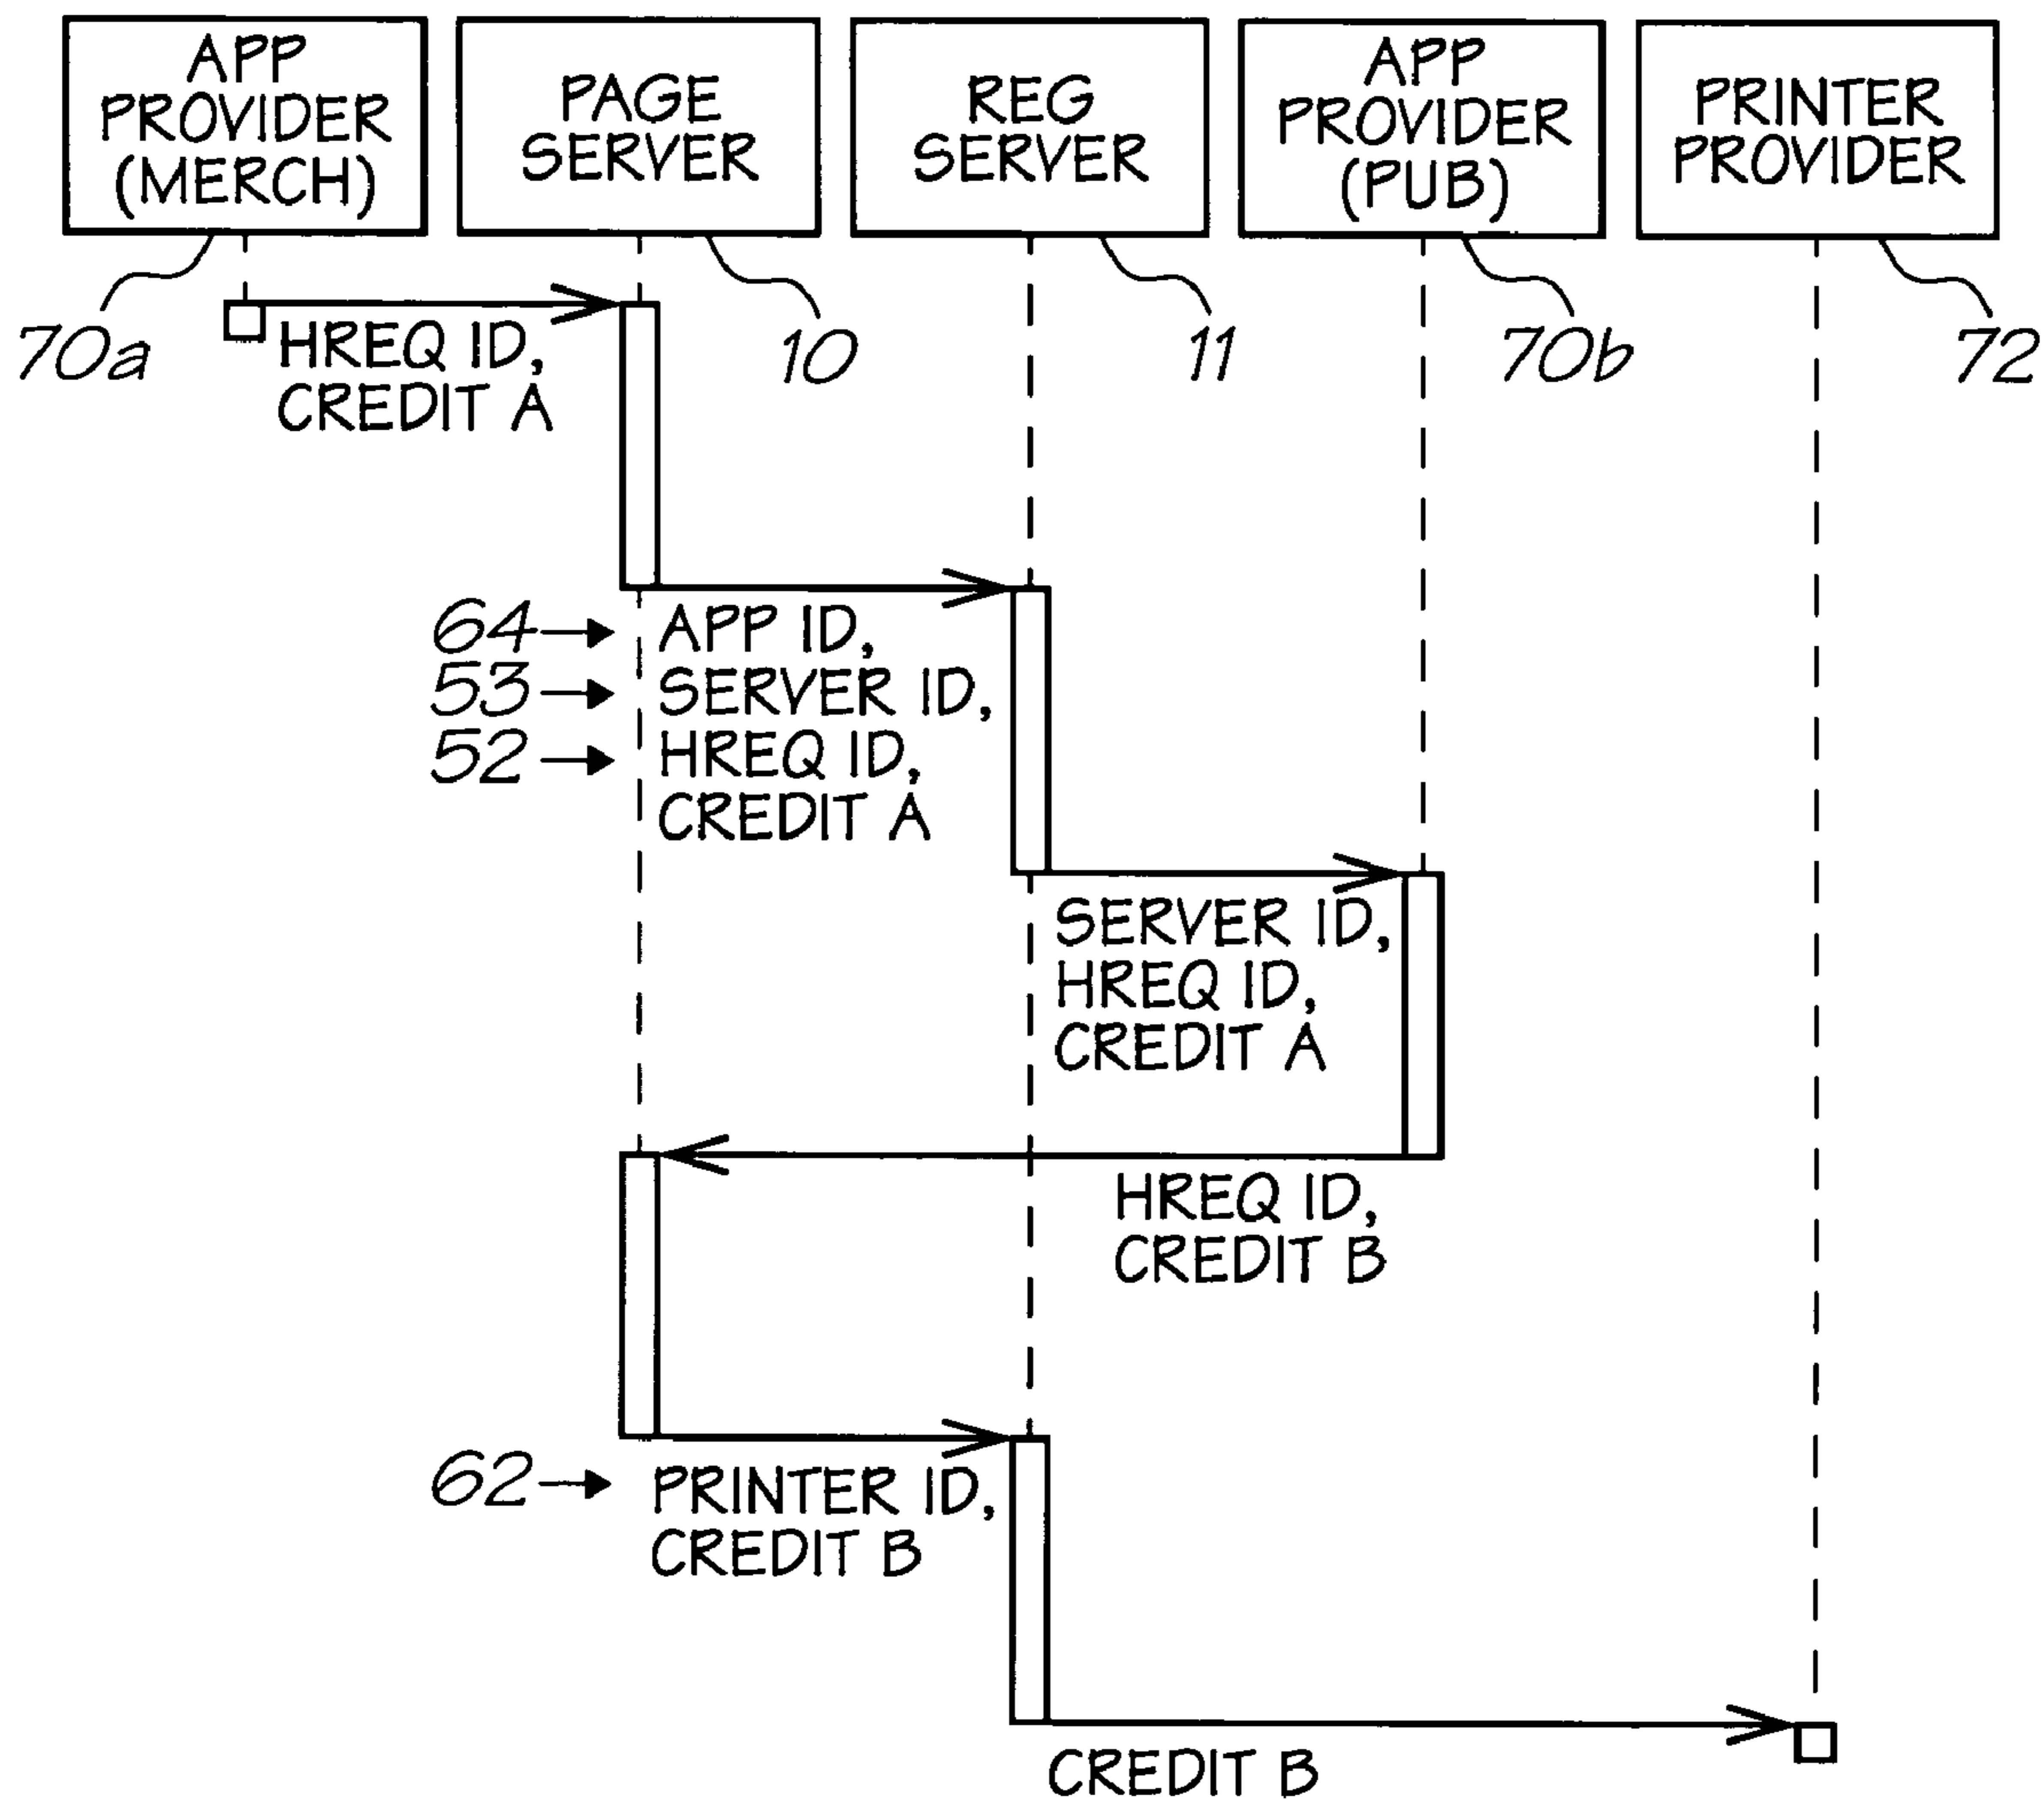 APP
PROVIDER
(MERCH)
PAGE
SERVER
REG
SERVER
APP
PROVIDER
(PUB)
PRINTER
PROVIDER
70a
10
11
70b
72
HREQ ID,
CREDIT A
64 APP ID,
53 SERVER ID,
52 HREQ ID,
CREDIT A
SERVER ID,
HREQ ID,
CREDIT A
HREQ ID,
CREDIT B
62 PRINTER ID,
CREDIT B
CREDIT B